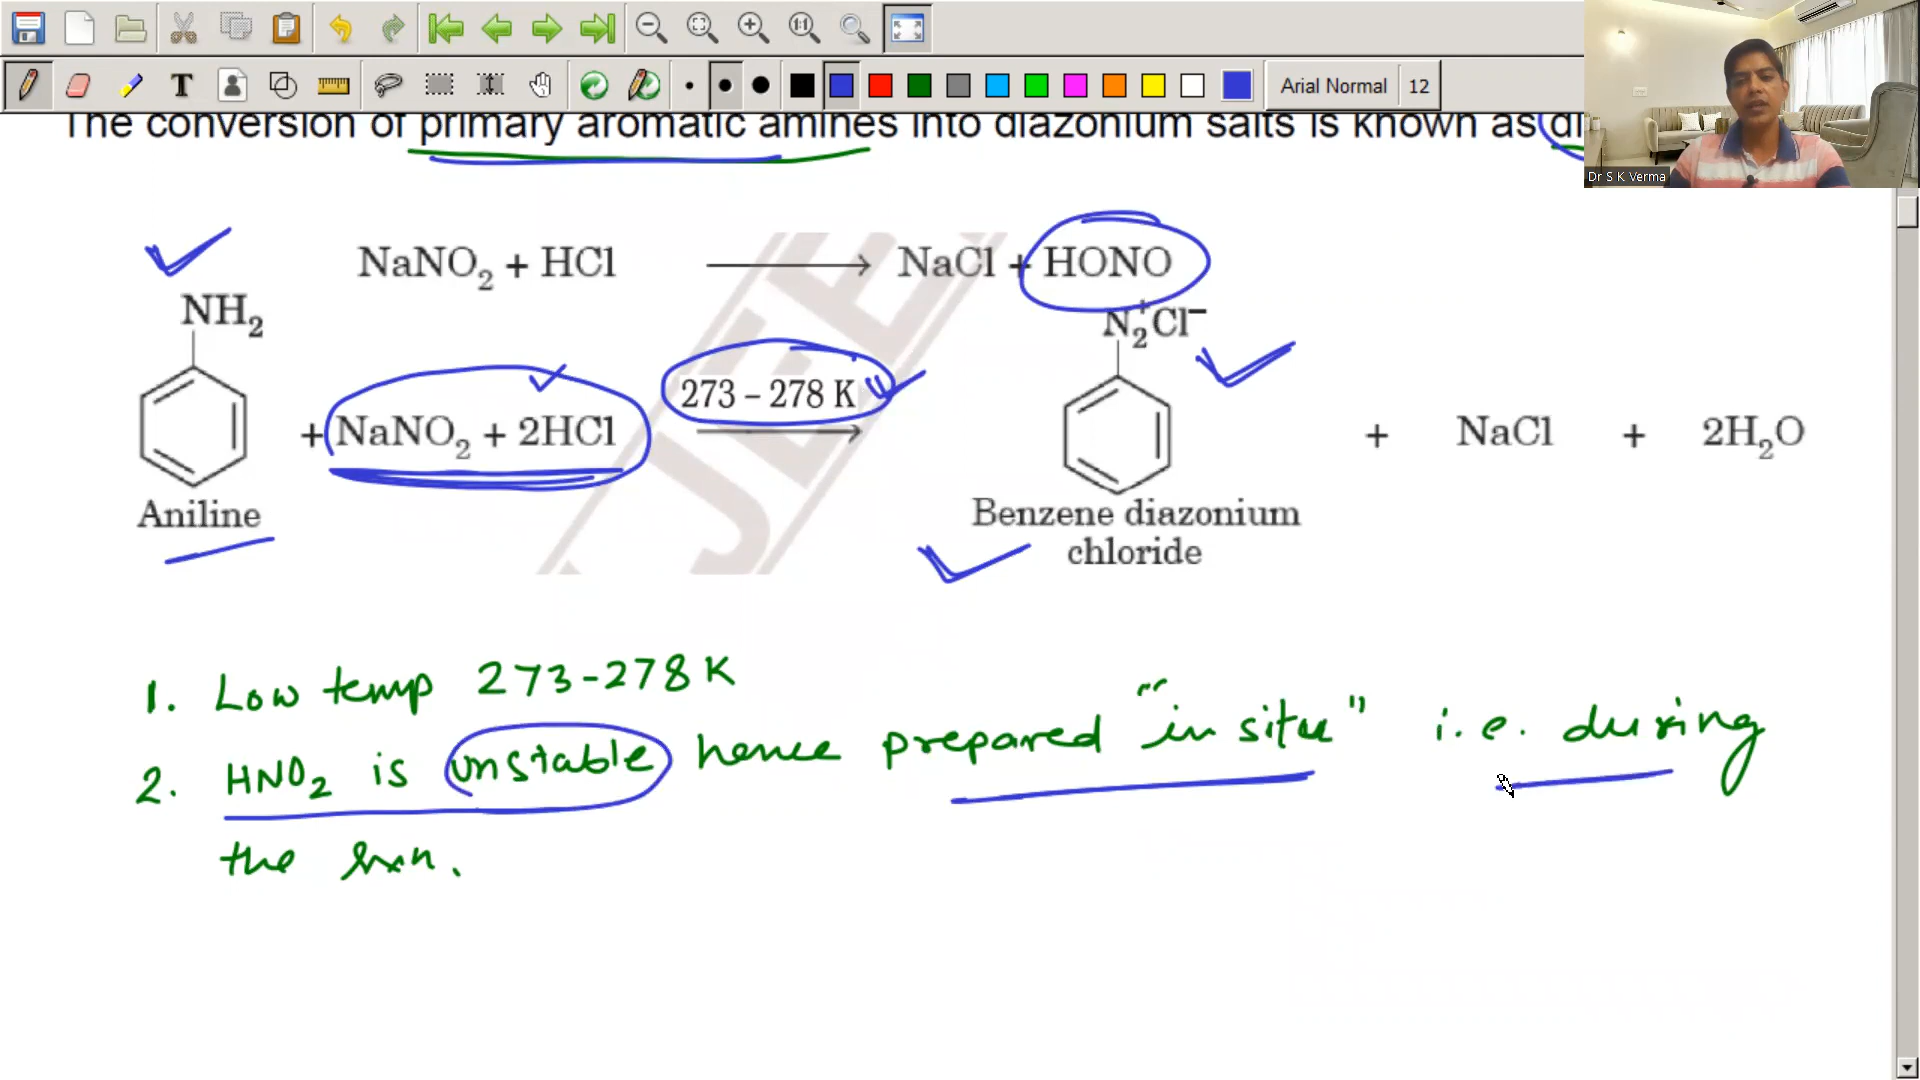 Arial Normal 12
The conversion of primary aromatic amines into diazonium salts is known as di
Dr S K Verma
NaNO₂ + HCl ⟶ NaCl + HONO
NH₂ N₂⁺Cl⁻
273 – 278 K
+ NaNO₂ + 2HCl ⟶ + NaCl + 2H₂O
Aniline Benzene diazonium
chloride
JEE
1. Low temp 273-278 K
2. HNO₂ is unstable hence prepared "in situ" i.e. during
the rxn.